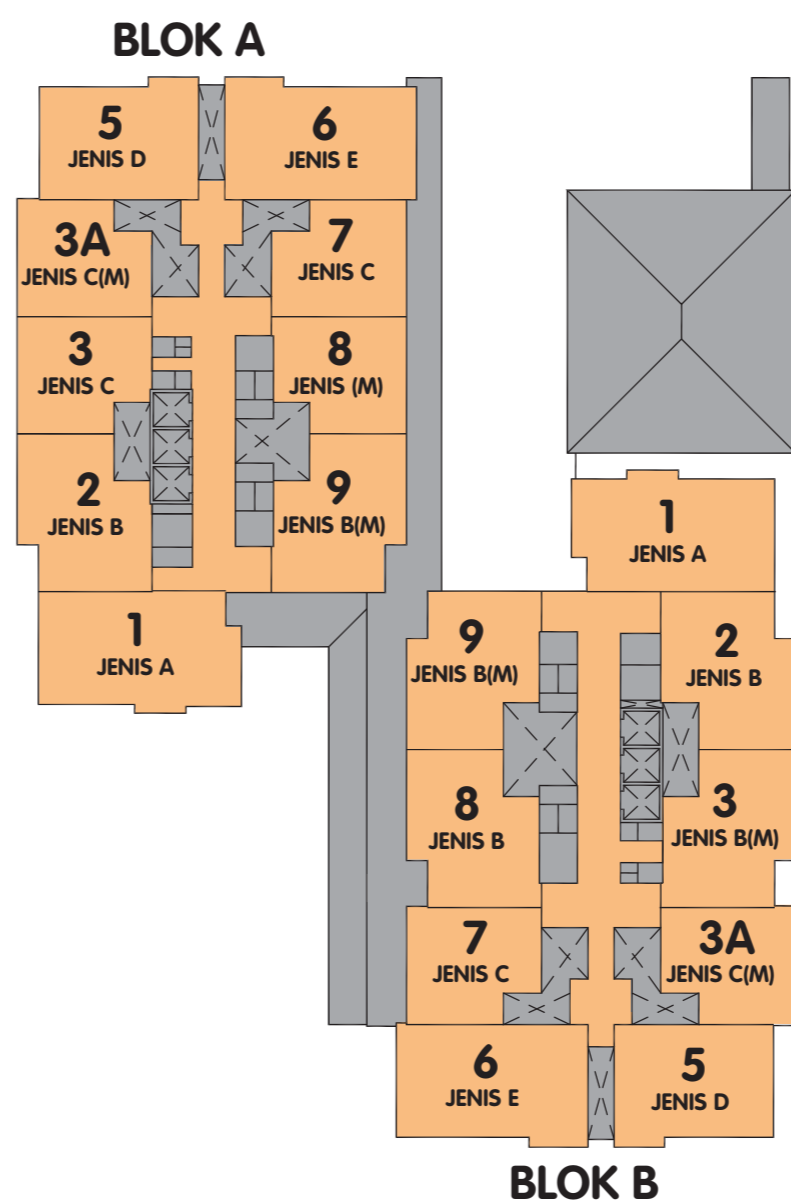 BLOK A
5
JENIS D
6
JENIS E
3A
JENIS C(M)
7
JENIS C
3
JENIS C
8
JENIS (M)
2
JENIS B
9
JENIS B(M)
1
JENIS A
1
JENIS A
9
JENIS B(M)
2
JENIS B
8
JENIS B
3
JENIS B(M)
7
JENIS C
3A
JENIS C(M)
6
JENIS E
5
JENIS D
BLOK B